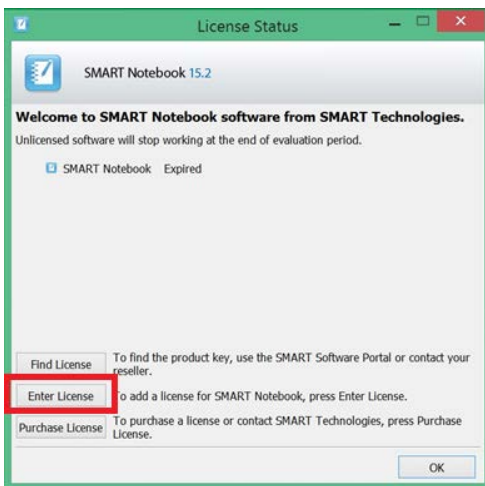 License Status
SMART Notebook 15.2
Welcome to SMART Notebook software from SMART Technologies.
Unlicensed software will stop working at the end of evaluation period.
SMART Notebook Expired
Find License
To find the product key, use the SMART Software Portal or contact your
reseller.
Enter License
To add a license for SMART Notebook, press Enter License.
Purchase License
To purchase a license or contact SMART Technologies, press Purchase
License.
OK